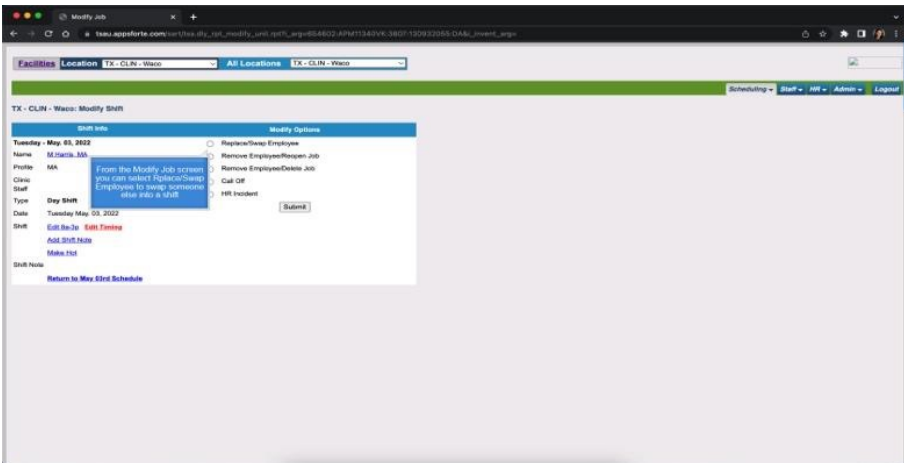 Modify Job
tsau.appsforte.com
Facilities Location TX - CLIN - Waco All Locations TX - CLIN - Waco
Scheduling Staff HR Admin Logout
TX - CLIN - Waco: Modify Shift
Shift Info Modify Options
Tuesday - May. 03, 2022 Replace/Swap Employee
Name M Harris, MA Remove Employee/Reopen Job
Profile MA Remove Employee/Delete Job
Clinic Staff Call Off
HR Incident
From the Modify Job screen
you can select Rplace/Swap
Employee to swap someone
else into a shift
Type Day Shift Submit
Date Tuesday May. 03, 2022
Shift Edit 8a-3p Edit Timing
Add Shift Note
Make Hot
Shift Note
Return to May 03rd Schedule